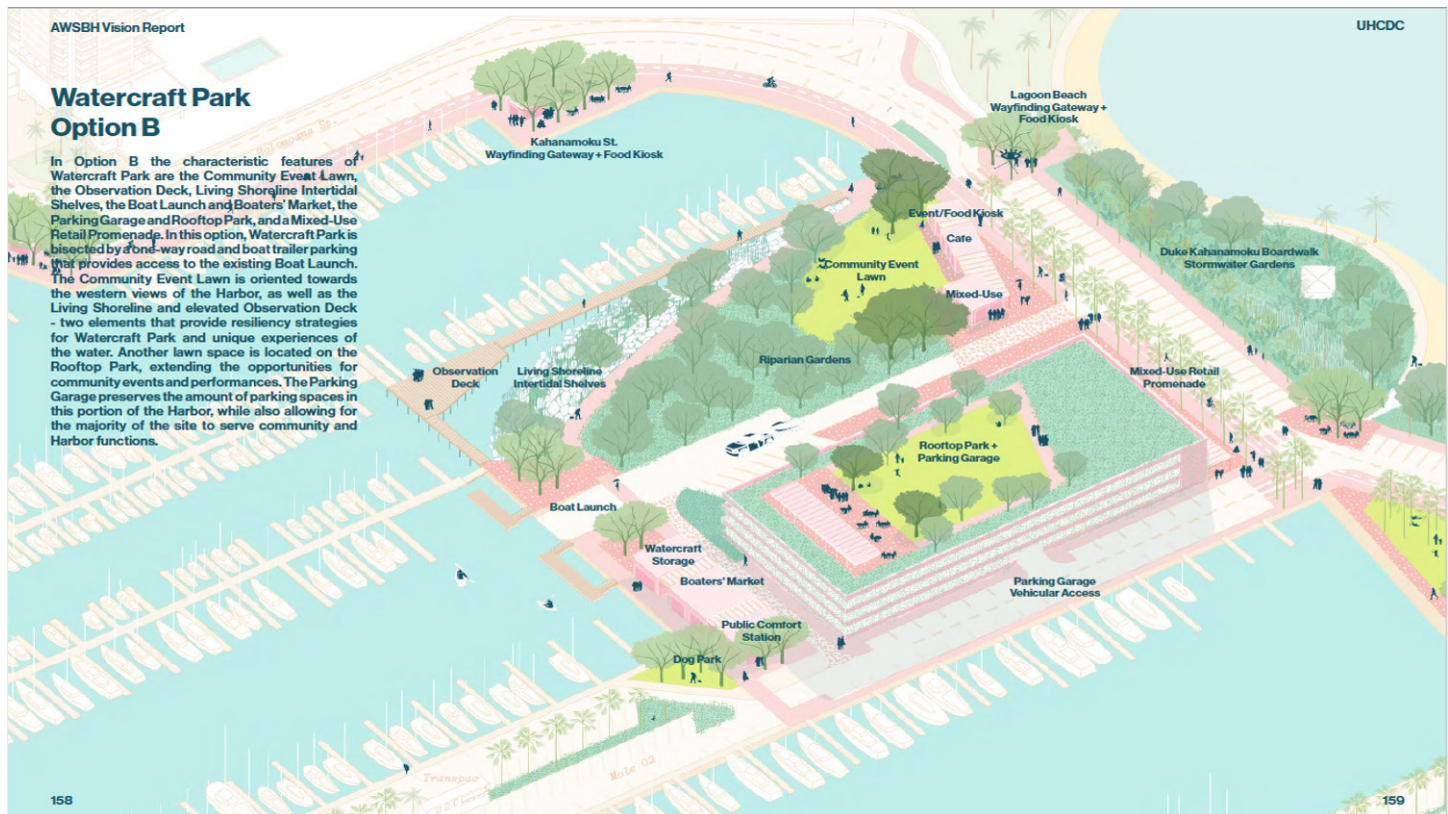 AWSBH Vision Report
UHCDC
Watercraft Park
Option B
In Option B the characteristic features of
Watercraft Park are the Community Event Lawn,
the Observation Deck, Living Shoreline Intertidal
Shelves, the Boat Launch and Boaters' Market, the
Parking Garage and Rooftop Park, and a Mixed-Use
Retail Promenade. In this option, Watercraft Park is
bisected by a one-way road and boat trailer parking
that provides access to the existing Boat Launch.
The Community Event Lawn is oriented towards
the western views of the Harbor, as well as the
Living Shoreline and elevated Observation Deck
- two elements that provide resiliency strategies
for Watercraft Park and unique experiences of
the water. Another lawn space is located on the
Rooftop Park, extending the opportunities for
community events and performances. The Parking
Garage preserves the amount of parking spaces in
this portion of the Harbor, while also allowing for
the majority of the site to serve community and
Harbor functions.
Holomoana St.
Kahanamoku St.
Wayfinding Gateway + Food Kiosk
Lagoon Beach
Wayfinding Gateway +
Food Kiosk
Event/Food Kiosk
Cafe
Community Event
Lawn
Mixed-Use
Duke Kahanamoku Boardwalk
Stormwater Gardens
Riparian Gardens
Observation
Deck
Living Shoreline
Intertidal Shelves
Mixed-Use Retail
Promenade
Rooftop Park +
Parking Garage
Boat Launch
Watercraft
Storage
Boaters' Market
Parking Garage
Vehicular Access
Public Comfort
Station
Dog Park
Transpac
Mole 02
158
159